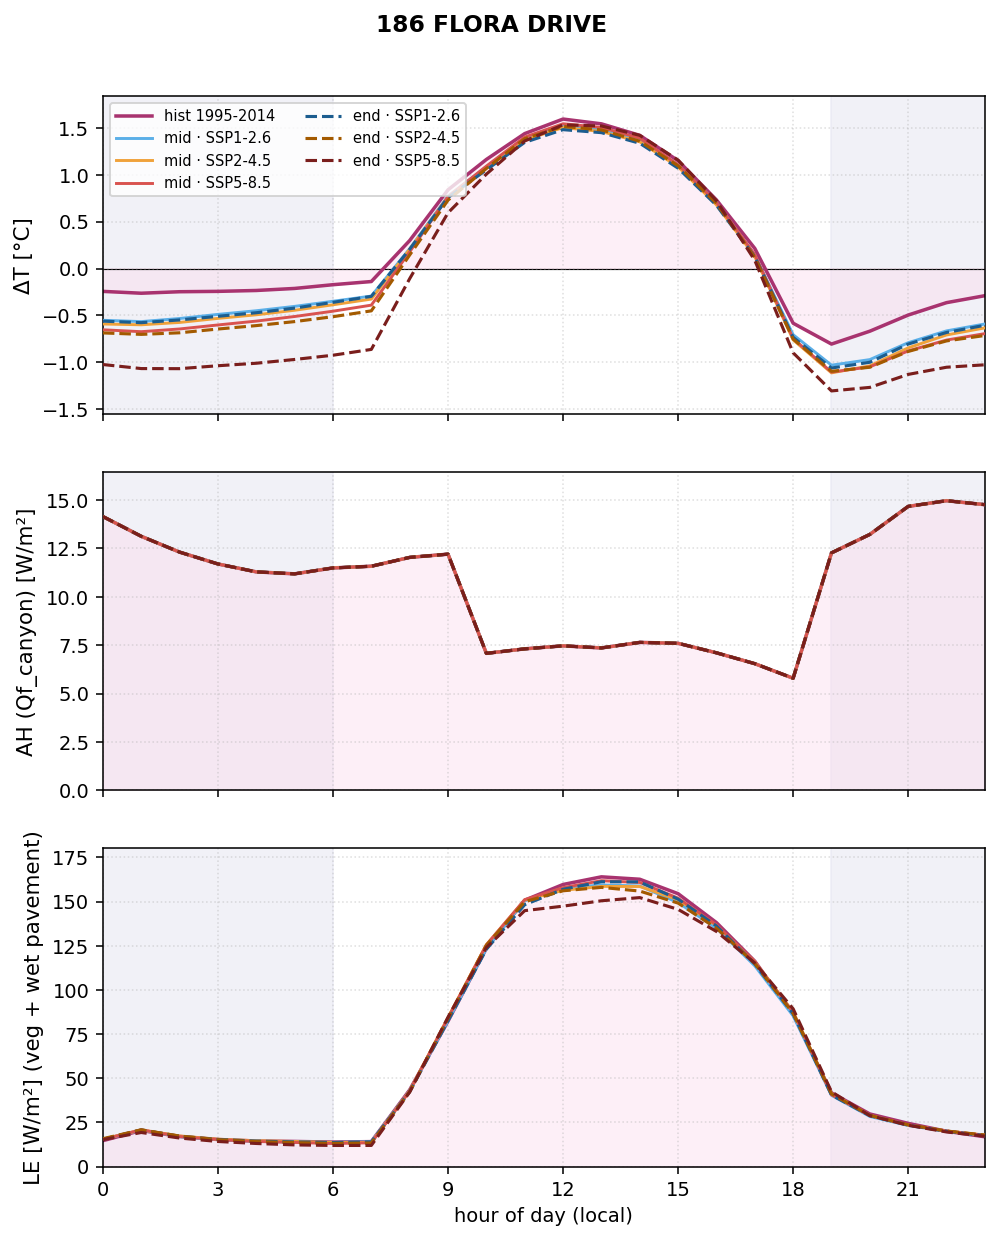 186 FLORA DRIVE
hist 1995-2014
mid · SSP1-2.6
mid · SSP2-4.5
mid · SSP5-8.5
end · SSP1-2.6
end · SSP2-4.5
end · SSP5-8.5
ΔT [°C]
1.5
1.0
0.5
0.0
−0.5
−1.0
−1.5
AH (Qf_canyon) [W/m²]
15.0
12.5
10.0
7.5
5.0
2.5
0.0
LE [W/m²] (veg + wet pavement)
175
150
125
100
75
50
25
0
0 3 6 9 12 15 18 21
hour of day (local)